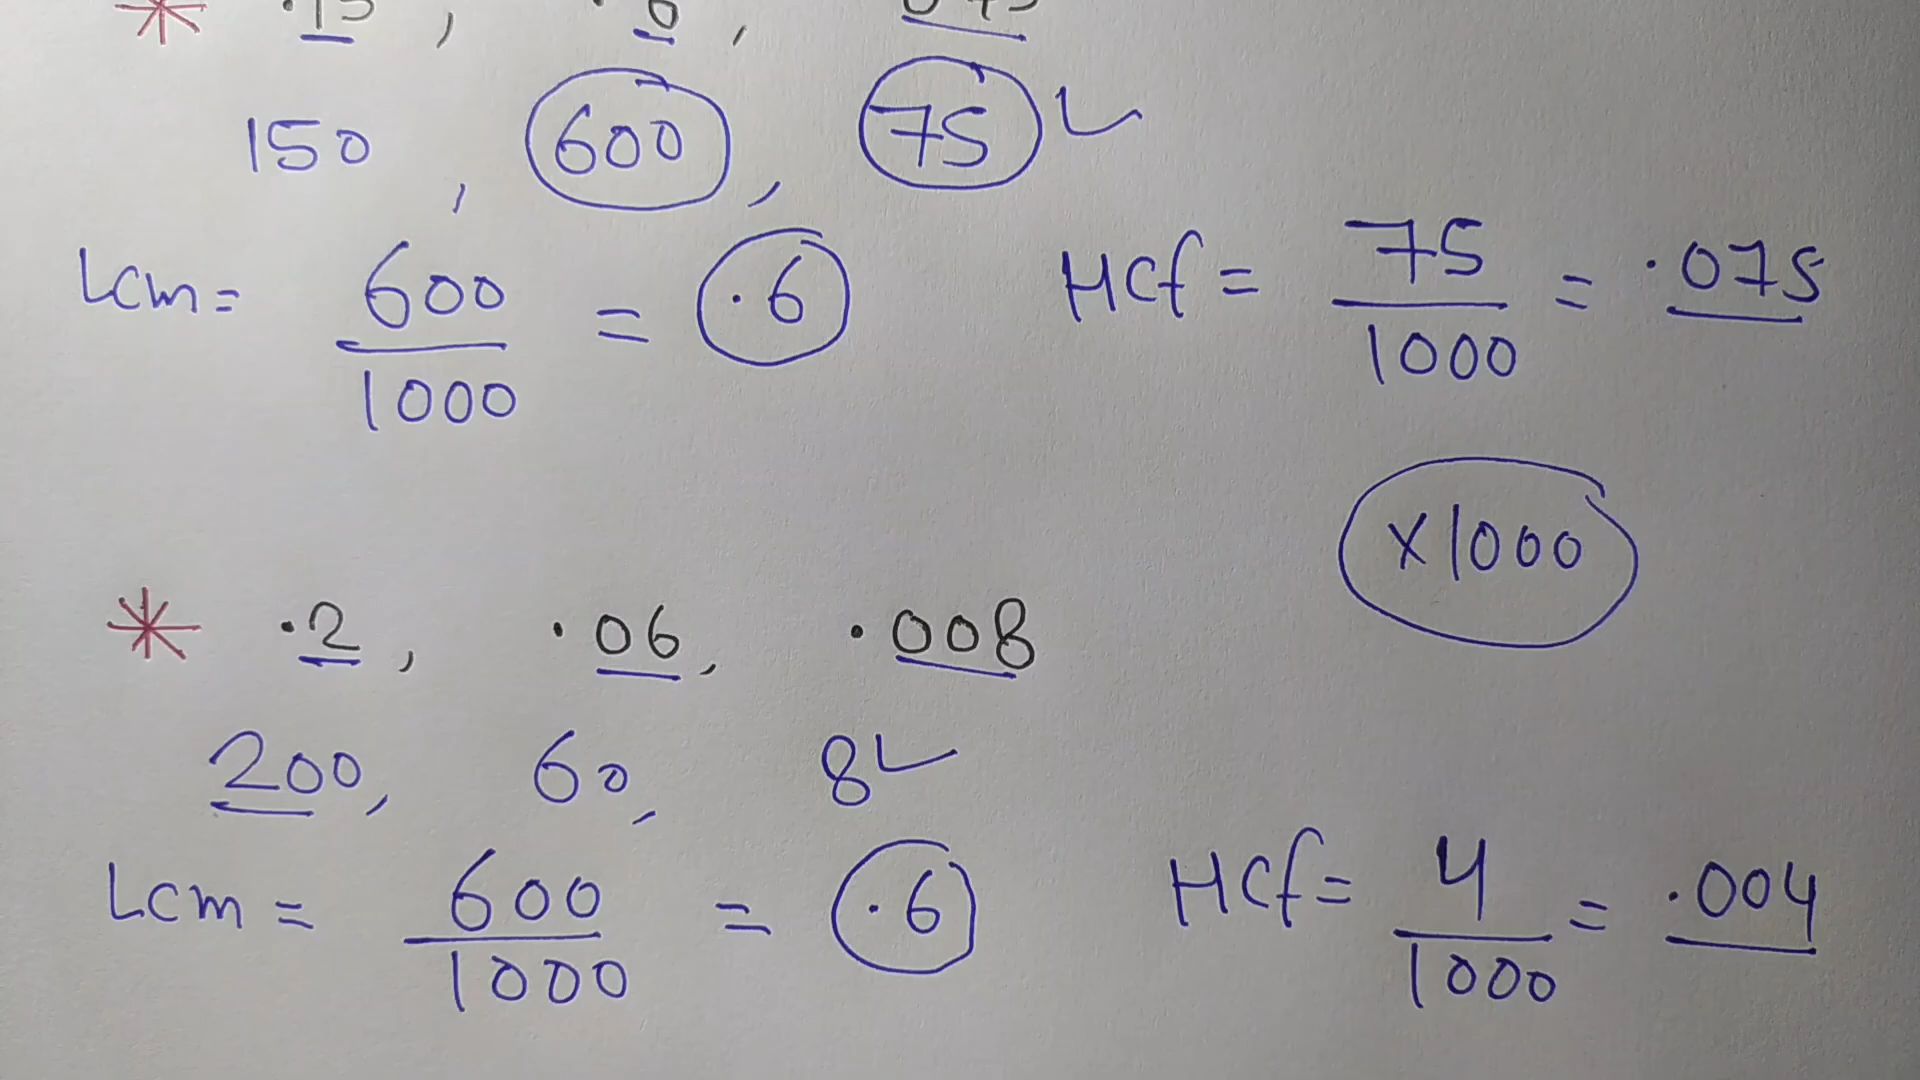 150 , 600 , 75 ✓
Lcm = 600/1000 = .6 HCf = 75/1000 = .075
×1000
* .2, .06, .008
200, 60, 8 ✓
Lcm = 600/1000 = .6 HCf = 4/1000 = .004